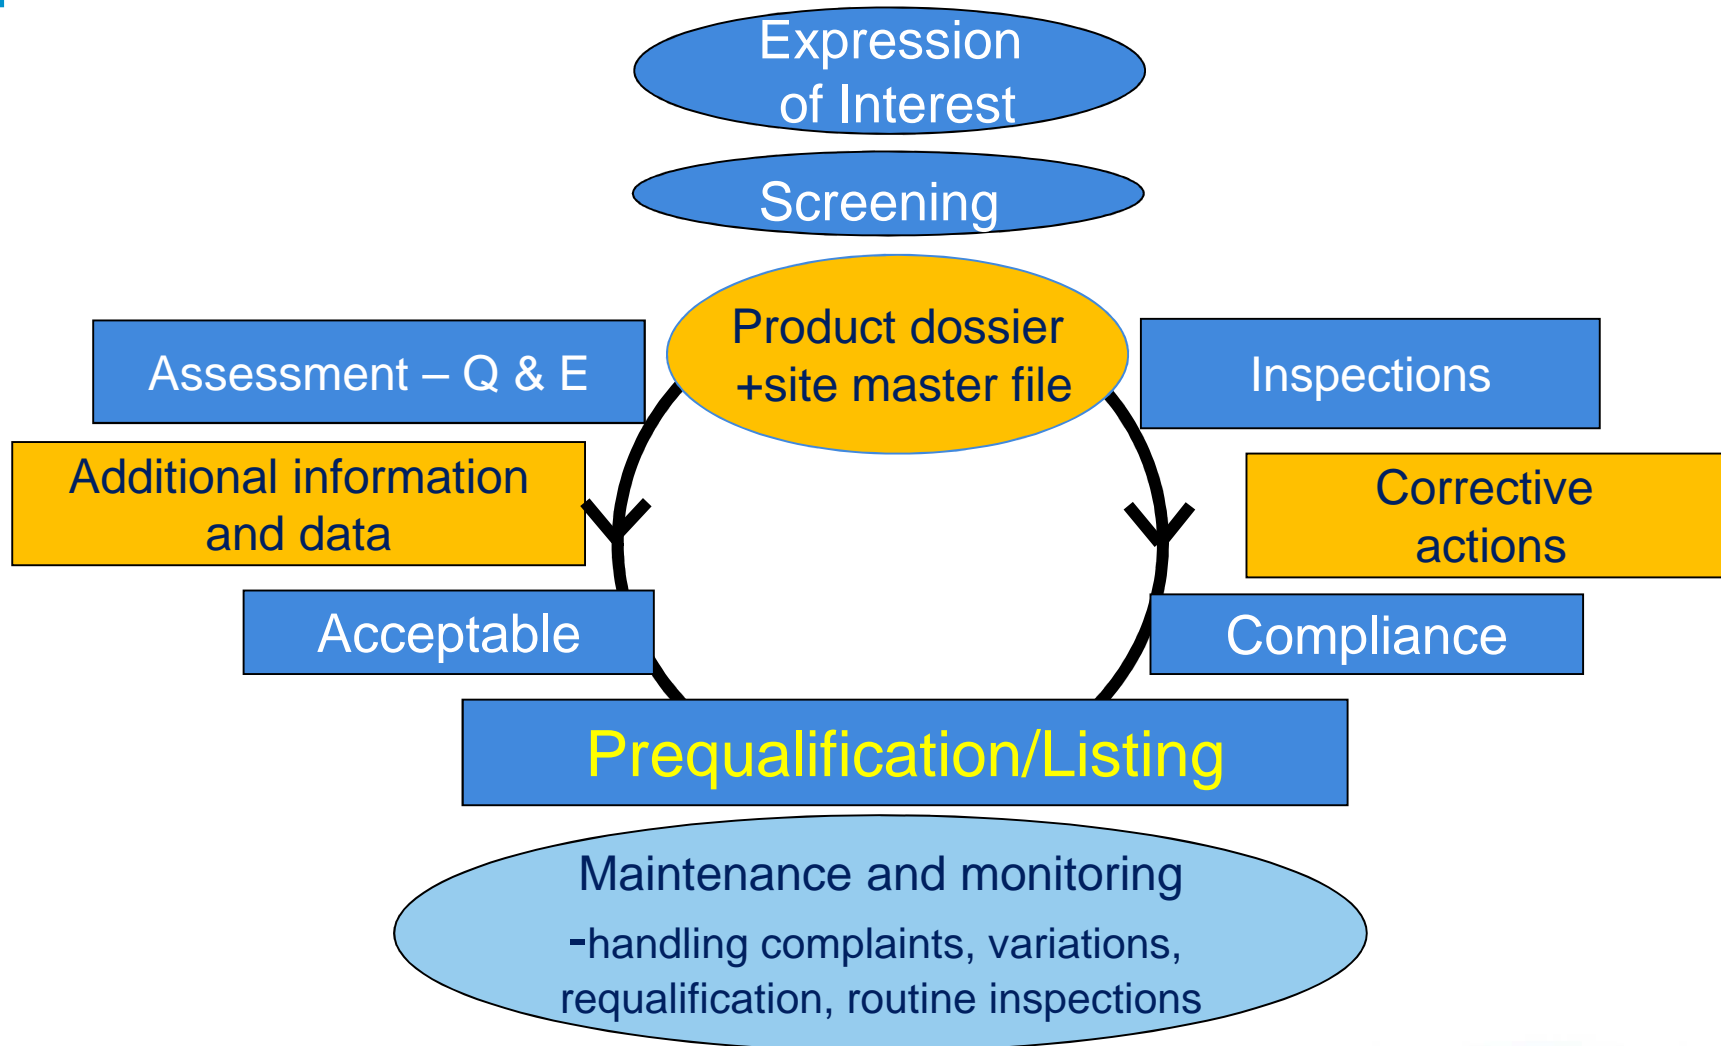 Expression
of Interest
Screening
Product dossier
+site master file
Assessment – Q & E
Inspections
Additional information
and data
Corrective
actions
Acceptable
Compliance
Prequalification/Listing
Maintenance and monitoring
-handling complaints, variations,
requalification, routine inspections